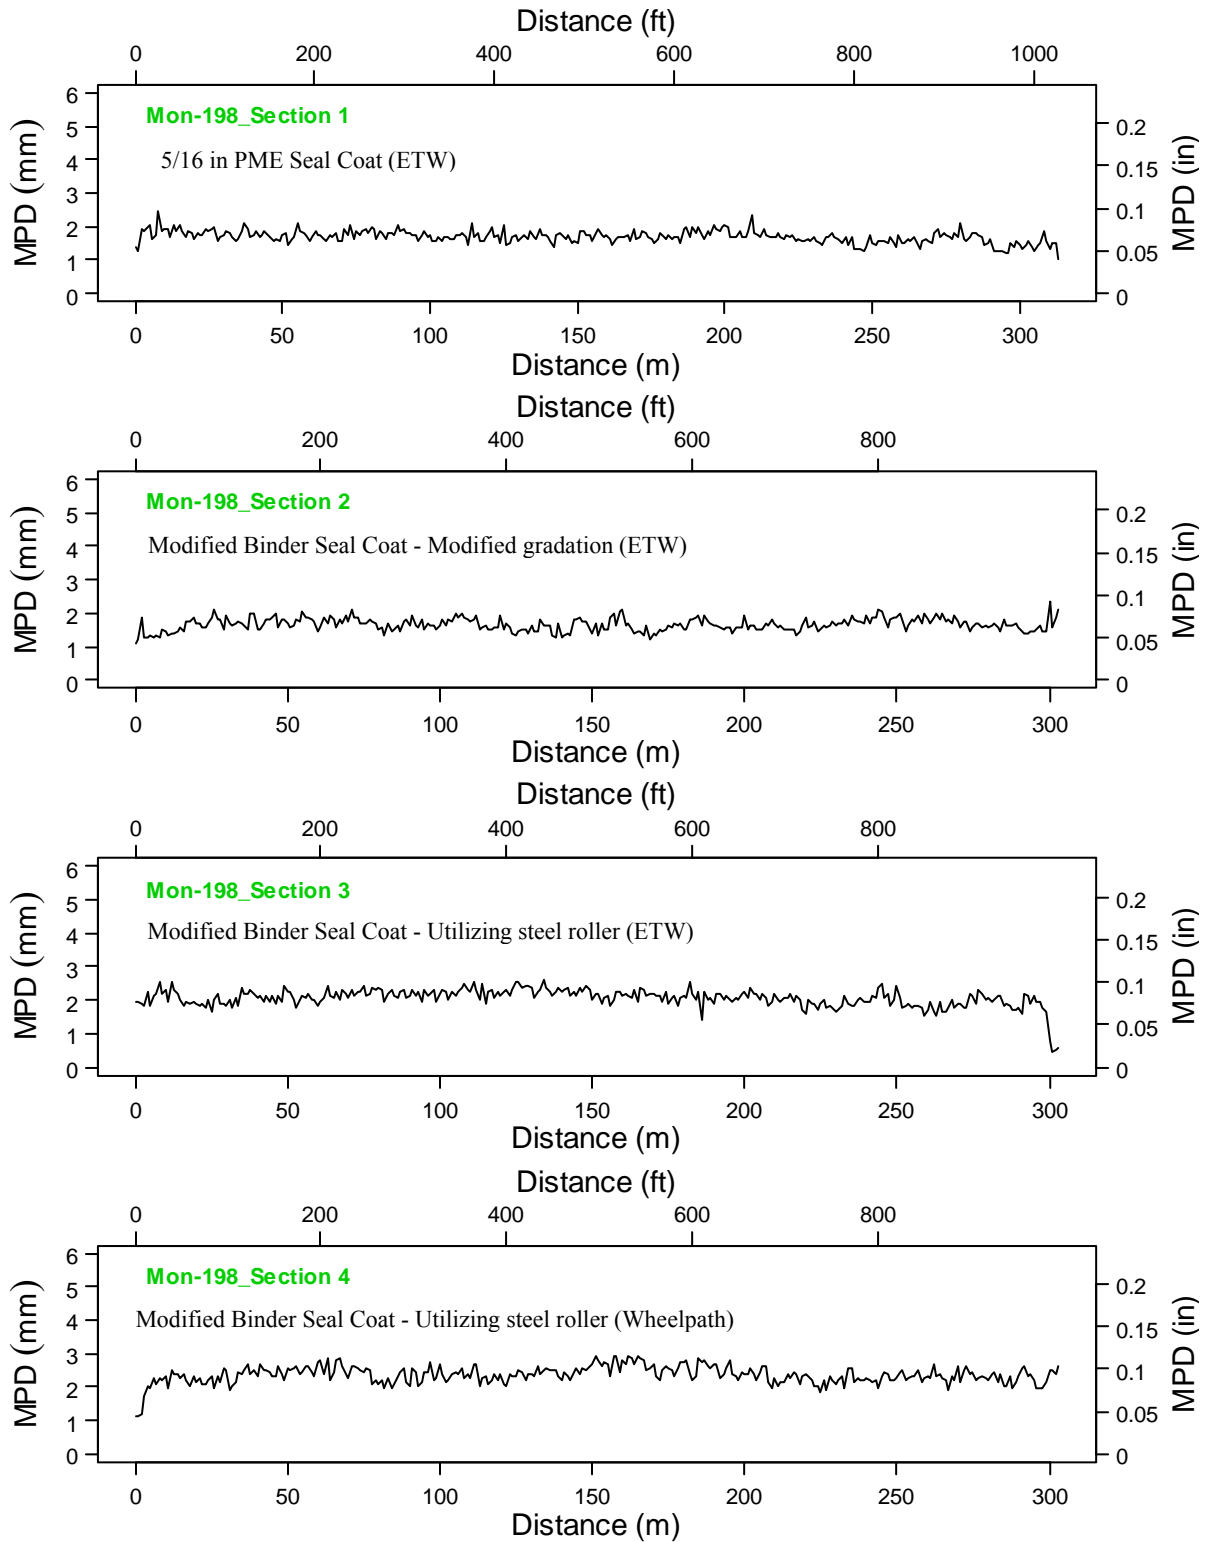 Distance (ft)
0 200 400 600 800 1000
Mon-198_Section 1
5/16 in PME Seal Coat (ETW)
MPD (mm)
6
5
4
3
2
1
0
MPD (in)
0.2
0.15
0.1
0.05
0
0 50 100 150 200 250 300
Distance (m)
Distance (ft)
0 200 400 600 800
Mon-198_Section 2
Modified Binder Seal Coat - Modified gradation (ETW)
MPD (mm)
6
5
4
3
2
1
0
MPD (in)
0.2
0.15
0.1
0.05
0
0 50 100 150 200 250 300
Distance (m)
Distance (ft)
0 200 400 600 800
Mon-198_Section 3
Modified Binder Seal Coat - Utilizing steel roller (ETW)
MPD (mm)
6
5
4
3
2
1
0
MPD (in)
0.2
0.15
0.1
0.05
0
0 50 100 150 200 250 300
Distance (m)
Distance (ft)
0 200 400 600 800
Mon-198_Section 4
Modified Binder Seal Coat - Utilizing steel roller (Wheelpath)
MPD (mm)
6
5
4
3
2
1
0
MPD (in)
0.2
0.15
0.1
0.05
0
0 50 100 150 200 250 300
Distance (m)